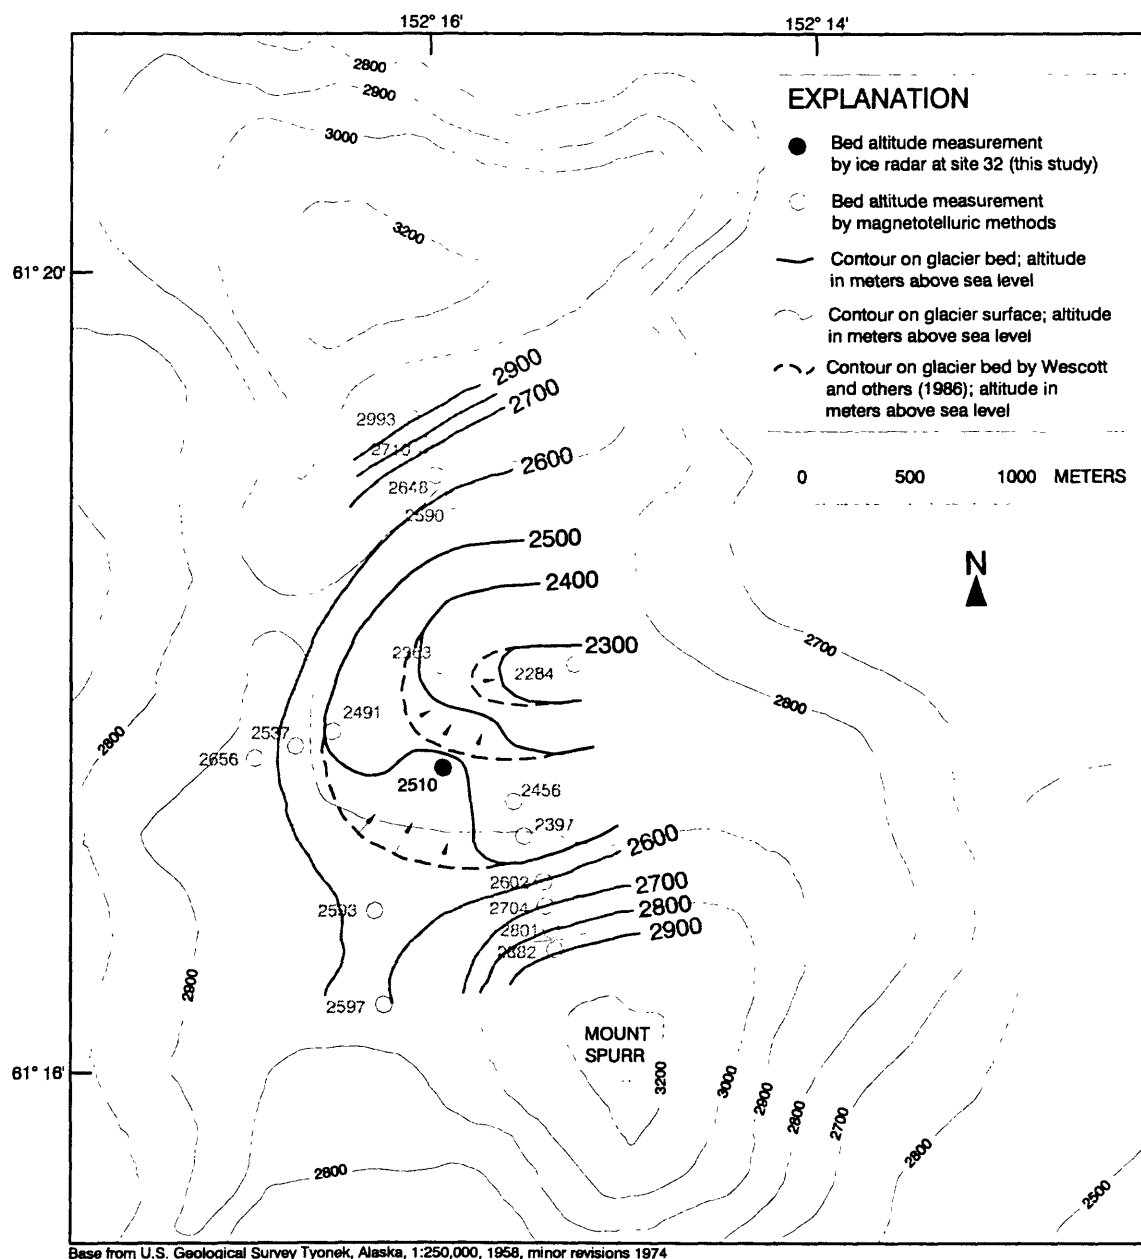 152° 16'
152° 14'
2800
2900
3000
3200
61° 20'
EXPLANATION
Bed altitude measurement
by ice radar at site 32 (this study)
Bed altitude measurement
by magnetotelluric methods
Contour on glacier bed; altitude
in meters above sea level
Contour on glacier surface; altitude
in meters above sea level
Contour on glacier bed by Wescott
and others (1986); altitude in
meters above sea level
0 500 1000 METERS
N
2900
2700
2993
2710
2600
2648
2590
2500
2400
2300
2363
2284
2700
2800
2800
2491
2537
2656
2510
2456
2397
2600
2602
2700
2704
2800
2801
2900
2882
2593
2900
2597
MOUNT
SPURR
61° 16'
3200
3000
2900
2800
2700
2800
2800
2500
Base from U.S. Geological Survey Tyonek, Alaska, 1:250,000, 1958, minor revisions 1974